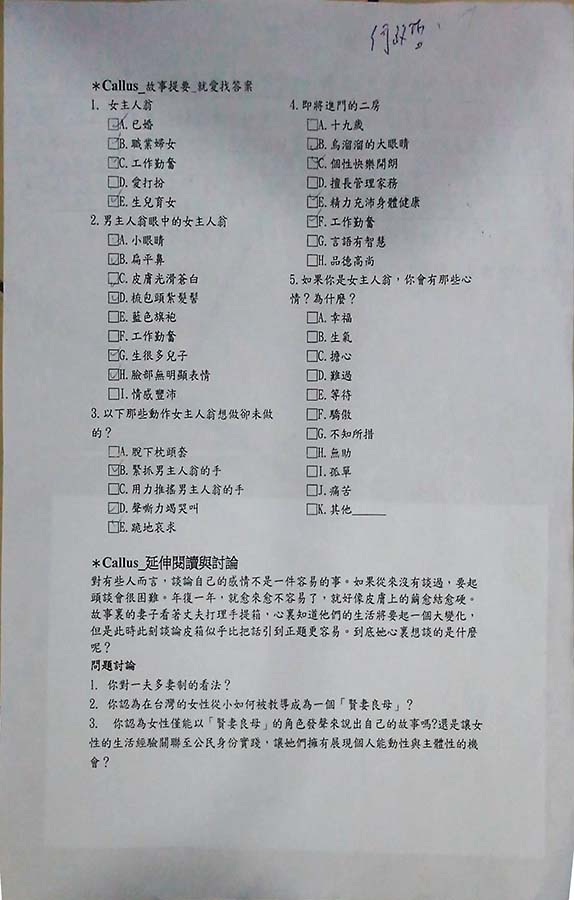 *Callus_故事提要_就愛找答案
1. 女主人翁
☑A.已婚
☑B.職業婦女
☑C.工作勤奮
☐D.愛打扮
☑E.生兒育女
2.男主人翁眼中的女主人翁
☐A.小眼睛
☑B.扁平鼻
☐C.皮膚光滑蒼白
☑D.梳包頭紮髮髻
☐E.藍色旗袍
☐F.工作勤奮
☑G.生很多兒子
☑H.臉部無明顯表情
☐I.情感豐沛
3.以下那些動作女主人翁想做卻未做
的？
☐A.脫下枕頭套
☑B.緊抓男主人翁的手
☐C.用力推搖男主人翁的手
☑D.聲嘶力竭哭叫
☐E.跪地哀求
4.即將進門的二房
☐A.十九歲
☑B.烏溜溜的大眼睛
☑C.個性快樂開朗
☐D.擅長管理家務
☑E.精力充沛身體健康
☑F.工作勤奮
☐G.言語有智慧
☐H.品德高尚
5.如果你是女主人翁，你會有那些心
情？為什麼？
☐A.幸福
☐B.生氣
☐C.擔心
☐D.難過
☐E.等待
☐F.驕傲
☐G.不知所措
☐H.無助
☐I.孤單
☐J.痛苦
☐K.其他______
*Callus_延伸閱讀與討論
對有些人而言，談論自己的感情不是一件容易的事。如果從來沒有談過，要起
頭談會很困難。年復一年，就愈來愈不容易了，就好像皮膚上的繭愈結愈硬。
故事裏的妻子看著丈夫打理手提箱，心裏知道他們的生活將要起一個大變化，
但是此時此刻談論皮箱似乎比把話引到正題更容易。到底她心裏想談的是什麼
呢？
問題討論
1. 你對一夫多妻制的看法？
2. 你認為在台灣的女性從小如何被教導成為一個「賢妻良母」？
3. 你認為女性僅能以「賢妻良母」的角色發聲來說出自己的故事嗎?還是讓女
性的生活經驗關聯至公民身份實踐，讓她們擁有展現個人能動性與主體性的機
會？